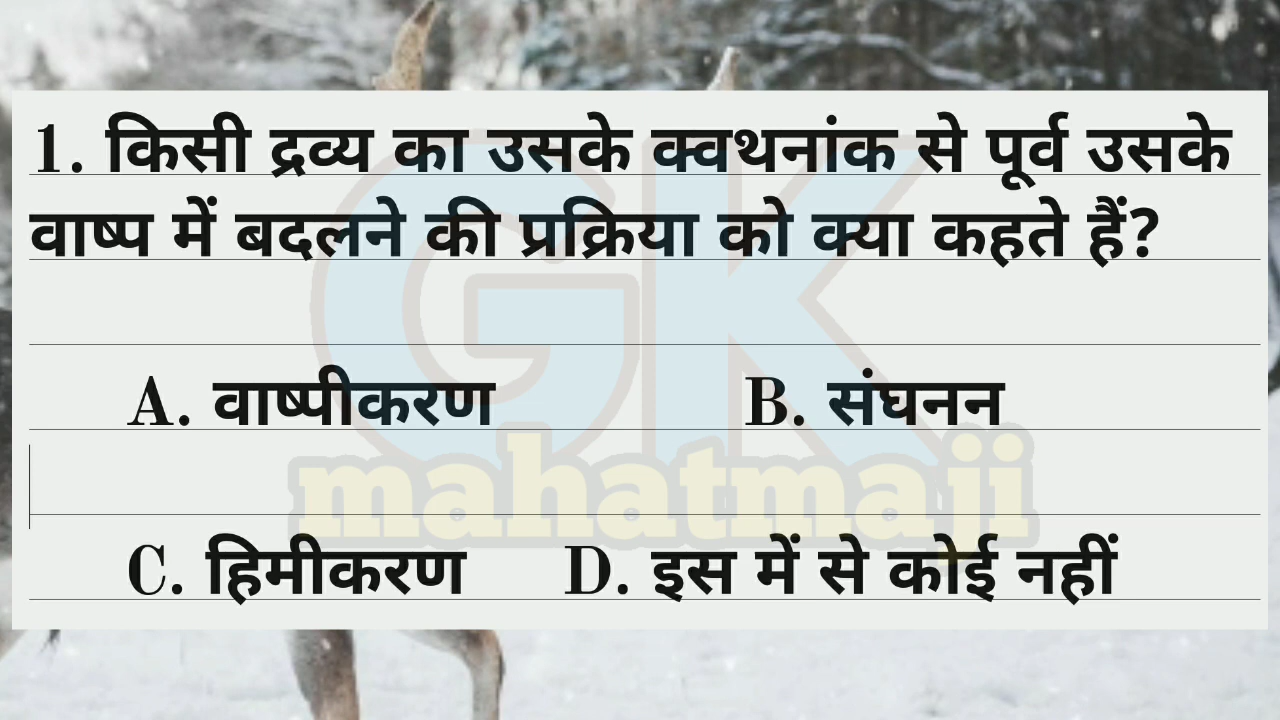 1. किसी द्रव्य का उसके क्वथनांक से पूर्व उसके
वाष्प में बदलने की प्रक्रिया को क्या कहते हैं?
A. वाष्पीकरण B. संघनन
C. हिमीकरण D. इस में से कोई नहीं
GK
mahatmaji